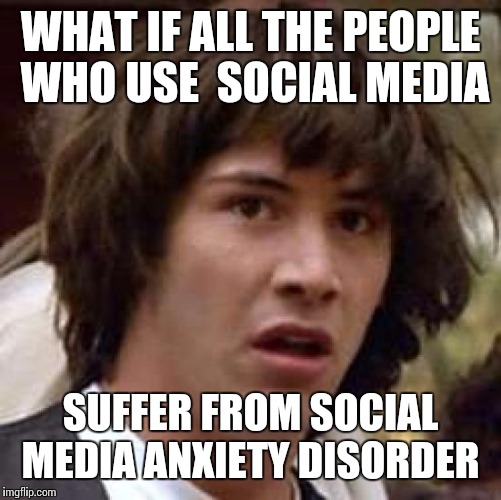 WHAT IF ALL THE PEOPLE
WHO USE SOCIAL MEDIA
SUFFER FROM SOCIAL
MEDIA ANXIETY DISORDER
imgflip.com